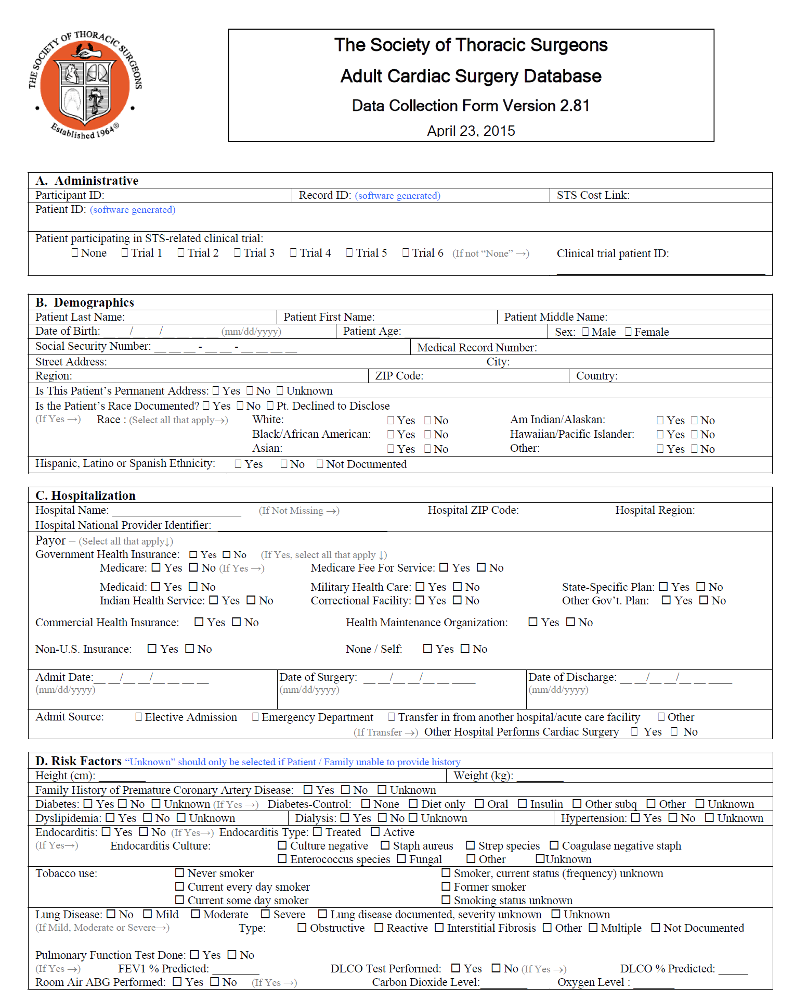 THE SOCIETY OF THORACIC SURGEONS
Established 1964®
The Society of Thoracic Surgeons
Adult Cardiac Surgery Database
Data Collection Form Version 2.81
April 23, 2015
A. Administrative
Participant ID: Record ID: (software generated) STS Cost Link:
Patient ID: (software generated)
Patient participating in STS-related clinical trial:
☐ None ☐ Trial 1 ☐ Trial 2 ☐ Trial 3 ☐ Trial 4 ☐ Trial 5 ☐ Trial 6 (If not “None” →) Clinical trial patient ID:
B. Demographics
Patient Last Name: Patient First Name: Patient Middle Name:
Date of Birth: __ __/__ __/__ __ __ __ (mm/dd/yyyy) Patient Age: ______ Sex: ☐ Male ☐ Female
Social Security Number: __ __ __ - __ __ - __ __ __ __ Medical Record Number:
Street Address: City:
Region: ZIP Code: Country:
Is This Patient’s Permanent Address: ☐ Yes ☐ No ☐ Unknown
Is the Patient’s Race Documented? ☐ Yes ☐ No ☐ Pt. Declined to Disclose
(If Yes →) Race : (Select all that apply→) White: ☐ Yes ☐ No Am Indian/Alaskan: ☐ Yes ☐ No
Black/African American: ☐ Yes ☐ No Hawaiian/Pacific Islander: ☐ Yes ☐ No
Asian: ☐ Yes ☐ No Other: ☐ Yes ☐ No
Hispanic, Latino or Spanish Ethnicity: ☐ Yes ☐ No ☐ Not Documented
C. Hospitalization
Hospital Name: ______________________ (If Not Missing →) Hospital ZIP Code: Hospital Region:
Hospital National Provider Identifier: _____________________________
Payor – (Select all that apply↓)
Government Health Insurance: ☐ Yes ☐ No (If Yes, select all that apply ↓)
Medicare: ☐ Yes ☐ No (If Yes →) Medicare Fee For Service: ☐ Yes ☐ No
Medicaid: ☐ Yes ☐ No Military Health Care: ☐ Yes ☐ No State-Specific Plan: ☐ Yes ☐ No
Indian Health Service: ☐ Yes ☐ No Correctional Facility: ☐ Yes ☐ No Other Gov’t. Plan: ☐ Yes ☐ No
Commercial Health Insurance: ☐ Yes ☐ No Health Maintenance Organization: ☐ Yes ☐ No
Non-U.S. Insurance: ☐ Yes ☐ No None / Self: ☐ Yes ☐ No
Admit Date:__ __/__ __/__ __ __ __ Date of Surgery: __ __/__ __/__ __ ____ Date of Discharge: __ __/__ __/__ __ ____
(mm/dd/yyyy) (mm/dd/yyyy) (mm/dd/yyyy)
Admit Source: ☐ Elective Admission ☐ Emergency Department ☐ Transfer in from another hospital/acute care facility ☐ Other
(If Transfer →) Other Hospital Performs Cardiac Surgery ☐ Yes ☐ No
D. Risk Factors “Unknown” should only be selected if Patient / Family unable to provide history
Height (cm): ________ Weight (kg): ________
Family History of Premature Coronary Artery Disease: ☐ Yes ☐ No ☐ Unknown
Diabetes: ☐ Yes ☐ No ☐ Unknown (If Yes →) Diabetes-Control: ☐ None ☐ Diet only ☐ Oral ☐ Insulin ☐ Other subq ☐ Other ☐ Unknown
Dyslipidemia: ☐ Yes ☐ No ☐ Unknown Dialysis: ☐ Yes ☐ No ☐ Unknown Hypertension: ☐ Yes ☐ No ☐ Unknown
Endocarditis: ☐ Yes ☐ No (If Yes→) Endocarditis Type: ☐ Treated ☐ Active
(If Yes→) Endocarditis Culture: ☐ Culture negative ☐ Staph aureus ☐ Strep species ☐ Coagulase negative staph
☐ Enterococcus species ☐ Fungal ☐ Other ☐Unknown
Tobacco use: ☐ Never smoker ☐ Smoker, current status (frequency) unknown
☐ Current every day smoker ☐ Former smoker
☐ Current some day smoker ☐ Smoking status unknown
Lung Disease: ☐ No ☐ Mild ☐ Moderate ☐ Severe ☐ Lung disease documented, severity unknown ☐ Unknown
(If Mild, Moderate or Severe→) Type: ☐ Obstructive ☐ Reactive ☐ Interstitial Fibrosis ☐ Other ☐ Multiple ☐ Not Documented
Pulmonary Function Test Done: ☐ Yes ☐ No
(If Yes →) FEV1 % Predicted: ________ DLCO Test Performed: ☐ Yes ☐ No (If Yes →) DLCO % Predicted: _____
Room Air ABG Performed: ☐ Yes ☐ No (If Yes →) Carbon Dioxide Level:________ Oxygen Level : _______